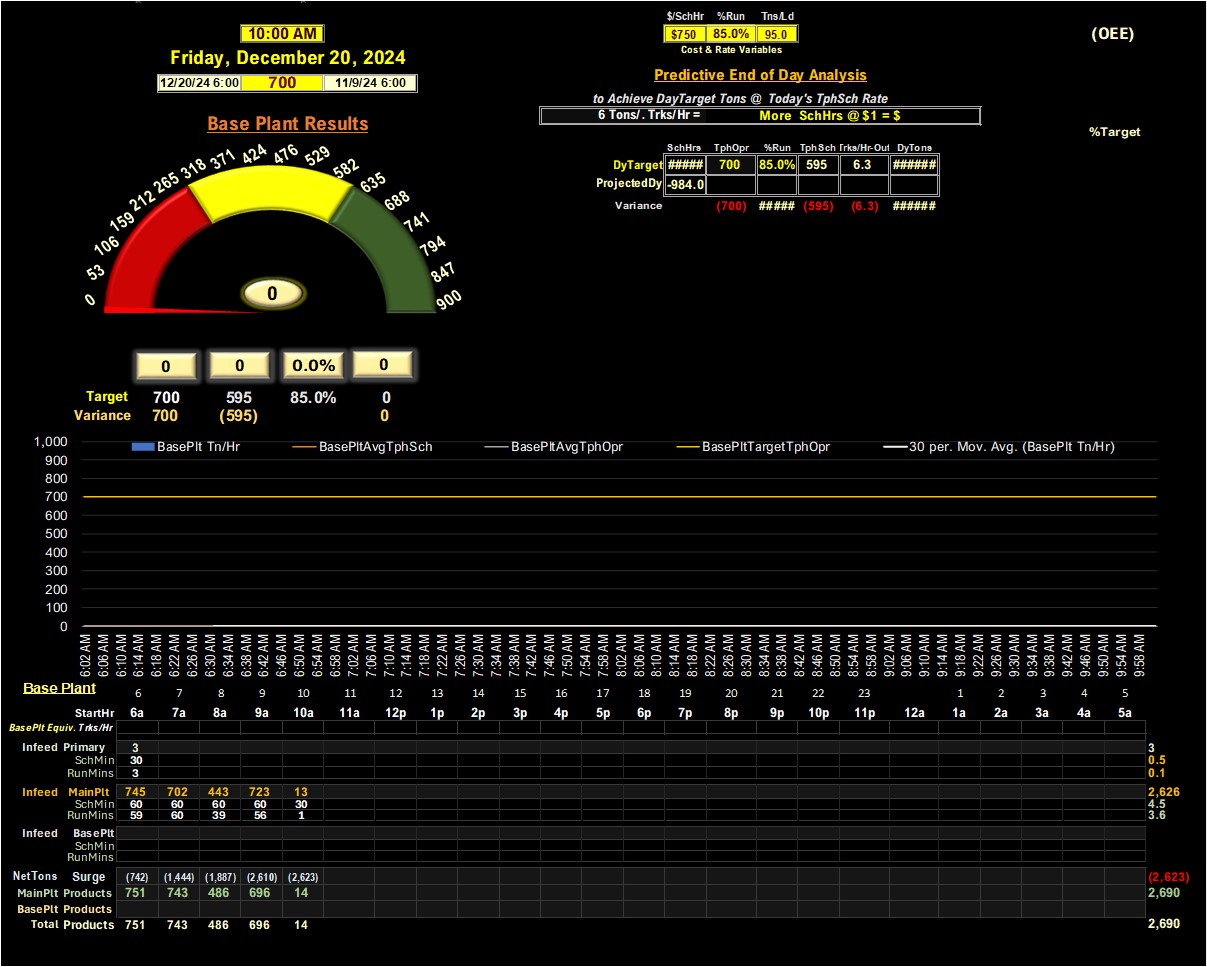 $/SchHr %Run Tns/Ld
10:00 AM $750 85.0% 95.0 (OEE)
Cost & Rate Variables
Friday, December 20, 2024
Predictive End of Day Analysis
12/20/24 6:00 700 11/9/24 6:00
to Achieve DayTarget Tons @ Today's TphSch Rate
6 Tons/. Trks/Hr = More SchHrs @ $1 = $
Base Plant Results
%Target
SchHrs TphOpr %Run TphSch Trks/Hr-Out DyTons
DyTarget ##### 700 85.0% 595 6.3 ######
ProjectedDy -984.0
Variance (700) ##### (595) (6.3) ######
0 53 106 159 212 265 318 371 424 476 529 582 635 688 741 794 847 900
0
0 0 0.0% 0
Target 700 595 85.0% 0
Variance 700 (595) 0
BasePlt Tn/Hr BasePltAvgTphSch BasePltAvgTphOpr BasePltTargetTphOpr 30 per. Mov. Avg. (BasePlt Tn/Hr)
1,000
900
800
700
600
500
400
300
200
100
0
6:02 AM 6:06 AM 6:10 AM 6:14 AM 6:18 AM 6:22 AM 6:26 AM 6:30 AM 6:34 AM 6:38 AM 6:42 AM 6:46 AM 6:50 AM 6:54 AM 6:58 AM 7:02 AM 7:06 AM 7:10 AM 7:14 AM 7:18 AM 7:22 AM 7:26 AM 7:30 AM 7:34 AM 7:38 AM 7:42 AM 7:46 AM 7:50 AM 7:54 AM 7:58 AM 8:02 AM 8:06 AM 8:10 AM 8:14 AM 8:18 AM 8:22 AM 8:26 AM 8:30 AM 8:34 AM 8:38 AM 8:42 AM 8:46 AM 8:50 AM 8:54 AM 8:58 AM 9:02 AM 9:06 AM 9:10 AM 9:14 AM 9:18 AM 9:22 AM 9:26 AM 9:30 AM 9:34 AM 9:38 AM 9:42 AM 9:46 AM 9:50 AM 9:54 AM 9:58 AM
Base Plant 6 7 8 9 10 11 12 13 14 15 16 17 18 19 20 21 22 23 1 2 3 4 5
StartHr 6a 7a 8a 9a 10a 11a 12p 1p 2p 3p 4p 5p 6p 7p 8p 9p 10p 11p 12a 1a 2a 3a 4a 5a
BasePlt Equiv. Trks/Hr
Infeed Primary 3 3
SchMin 30 0.5
RunMins 3 0.1
Infeed MainPlt 745 702 443 723 13 2,626
SchMin 60 60 60 60 30 4.5
RunMins 59 60 39 56 1 3.6
Infeed BasePlt
SchMin
RunMins
NetTons Surge (742) (1,444) (1,887) (2,610) (2,623) (2,623)
MainPlt Products 751 743 486 696 14 2,690
BasePlt Products
Total Products 751 743 486 696 14 2,690